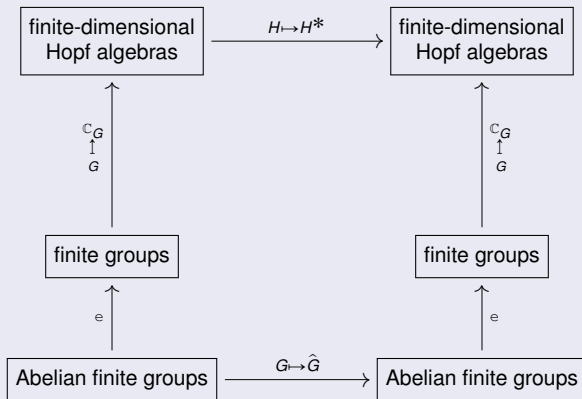 finite-dimensional
Hopf algebras
H↦H*
finite-dimensional
Hopf algebras
ℂG
↥
G
ℂG
↥
G
finite groups
finite groups
e
e
Abelian finite groups
G↦Ĝ
Abelian finite groups